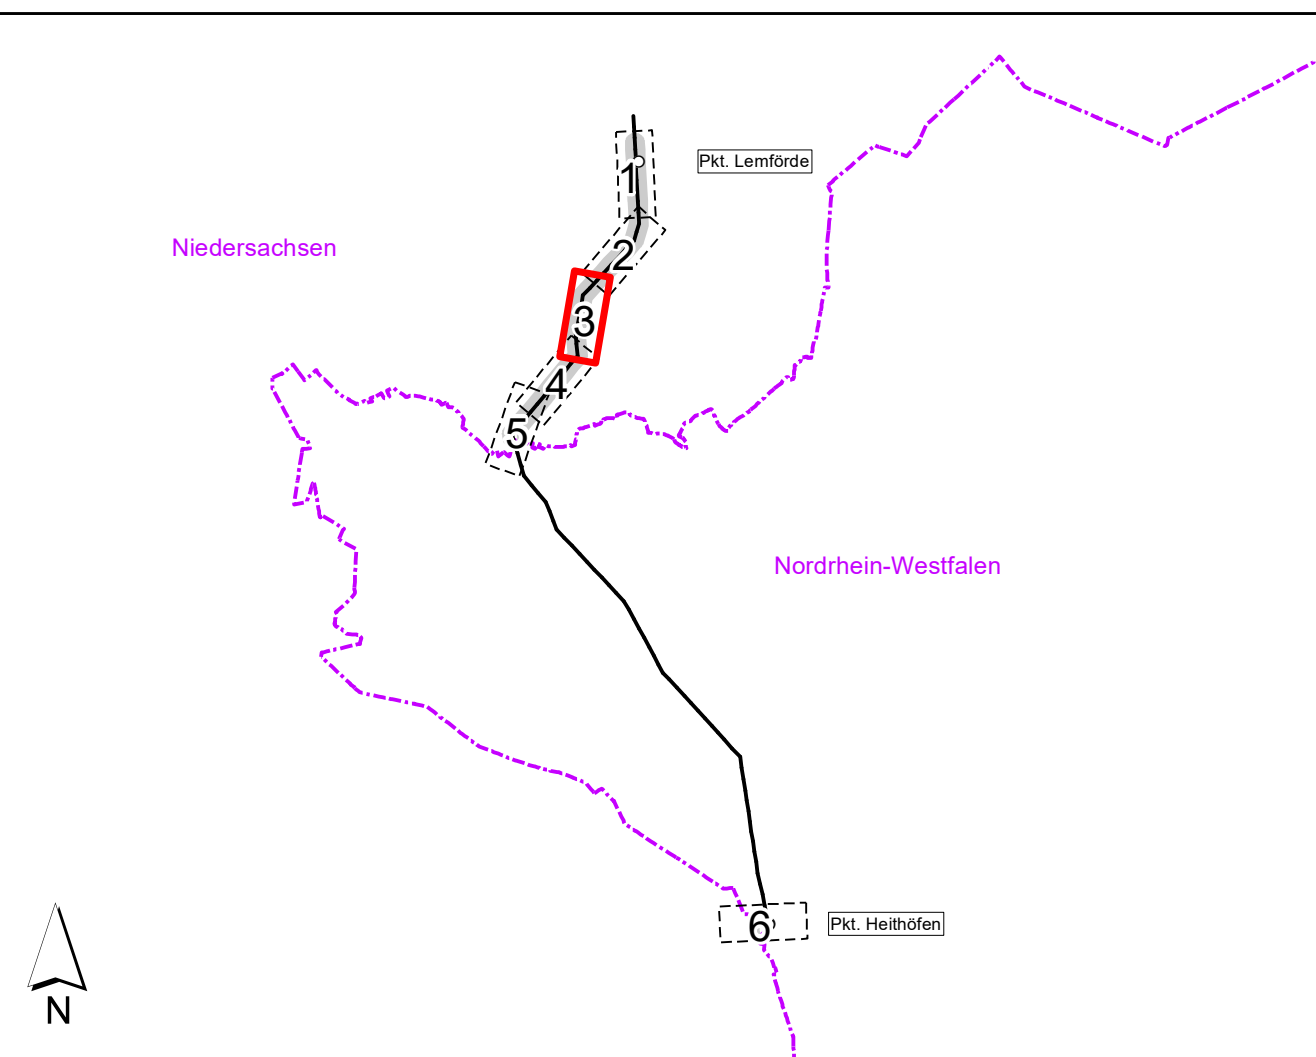 Pkt. Lemförde
1
Niedersachsen
2
3
4
5
Nordrhein-Westfalen
6
Pkt. Heithöfen
N